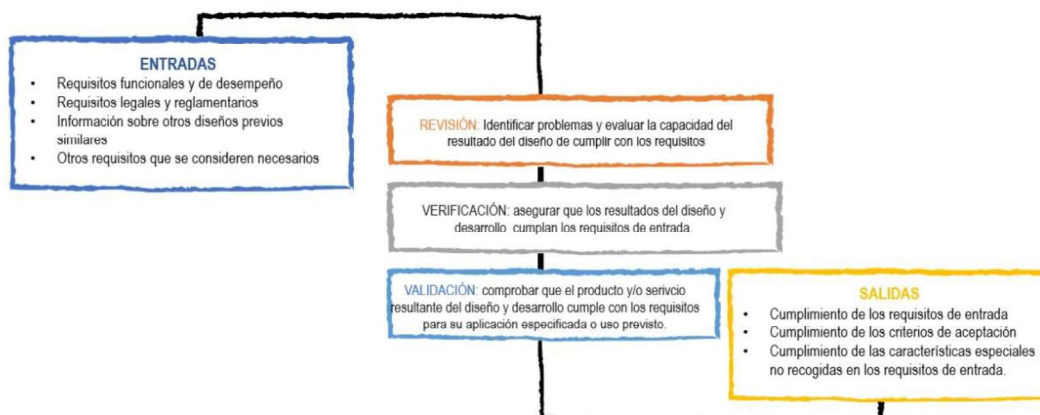 ENTRADAS
• Requisitos funcionales y de desempeño
• Requisitos legales y reglamentarios
• Información sobre otros diseños previos
similares
• Otros requisitos que se consideren necesarios
REVISIÓN: Identificar problemas y evaluar la capacidad del
resultado del diseño de cumplir con los requisitos
VERIFICACIÓN: asegurar que los resultados del diseño y
desarrollo cumplan los requisitos de entrada
VALIDACIÓN: comprobar que el producto y/o serivcio
resultante del diseño y desarrollo cumple con los requisitos
para su aplicación especificada o uso previsto.
SALIDAS
• Cumplimiento de los requisitos de entrada
• Cumplimiento de los criterios de aceptación
• Cumplimiento de las características especiales
no recogidas en los requisitos de entrada.